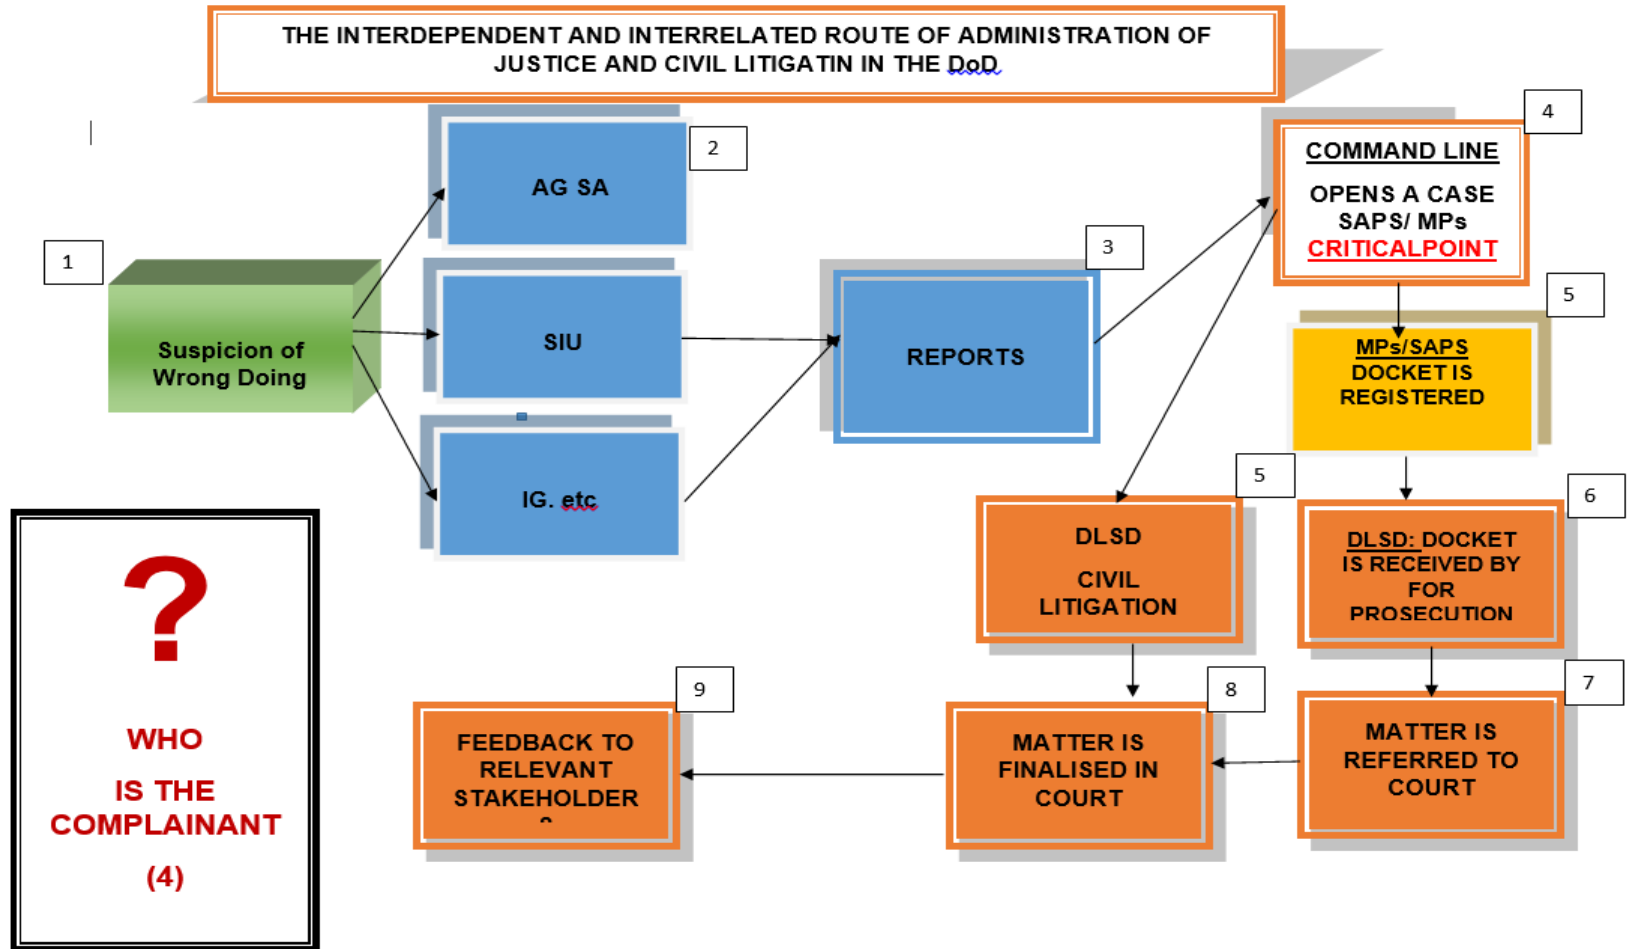 THE INTERDEPENDENT AND INTERRELATED ROUTE OF ADMINISTRATION OF
JUSTICE AND CIVIL LITIGATIN IN THE DoD
1
Suspicion of
Wrong Doing
2
AG SA
SIU
IG. etc
3
REPORTS
4
COMMAND LINE
OPENS A CASE
SAPS/ MPs
CRITICALPOINT
5
MPs/SAPS
DOCKET IS
REGISTERED
5
DLSD
CIVIL
LITIGATION
6
DLSD: DOCKET
IS RECEIVED BY
FOR
PROSECUTION
7
MATTER IS
REFERRED TO
COURT
8
MATTER IS
FINALISED IN
COURT
9
FEEDBACK TO
RELEVANT
STAKEHOLDER
?
WHO
IS THE
COMPLAINANT
(4)